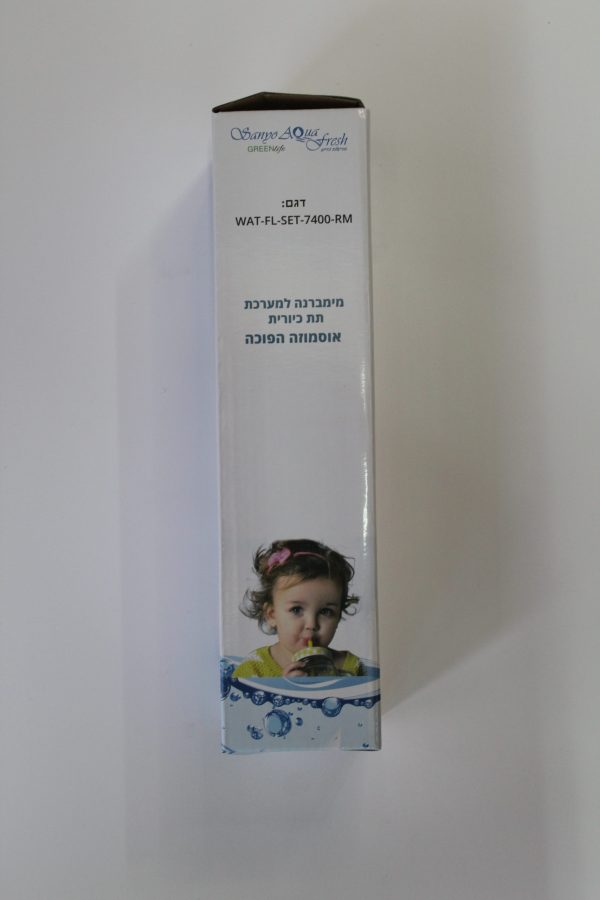 Sanyo Aqua
Fresh
GREENlife
דגם:
WAT-FL-SET-7400-RM
מימברנה למערכת
תת כיורית
אוסמוזה הפוכה